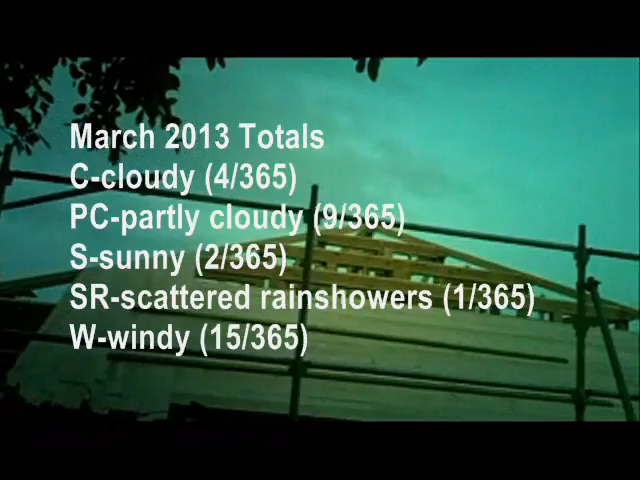 March 2013 Totals
C-cloudy (4/365)
PC-partly cloudy (9/365)
S-sunny (2/365)
SR-scattered rainshowers (1/365)
W-windy (15/365)